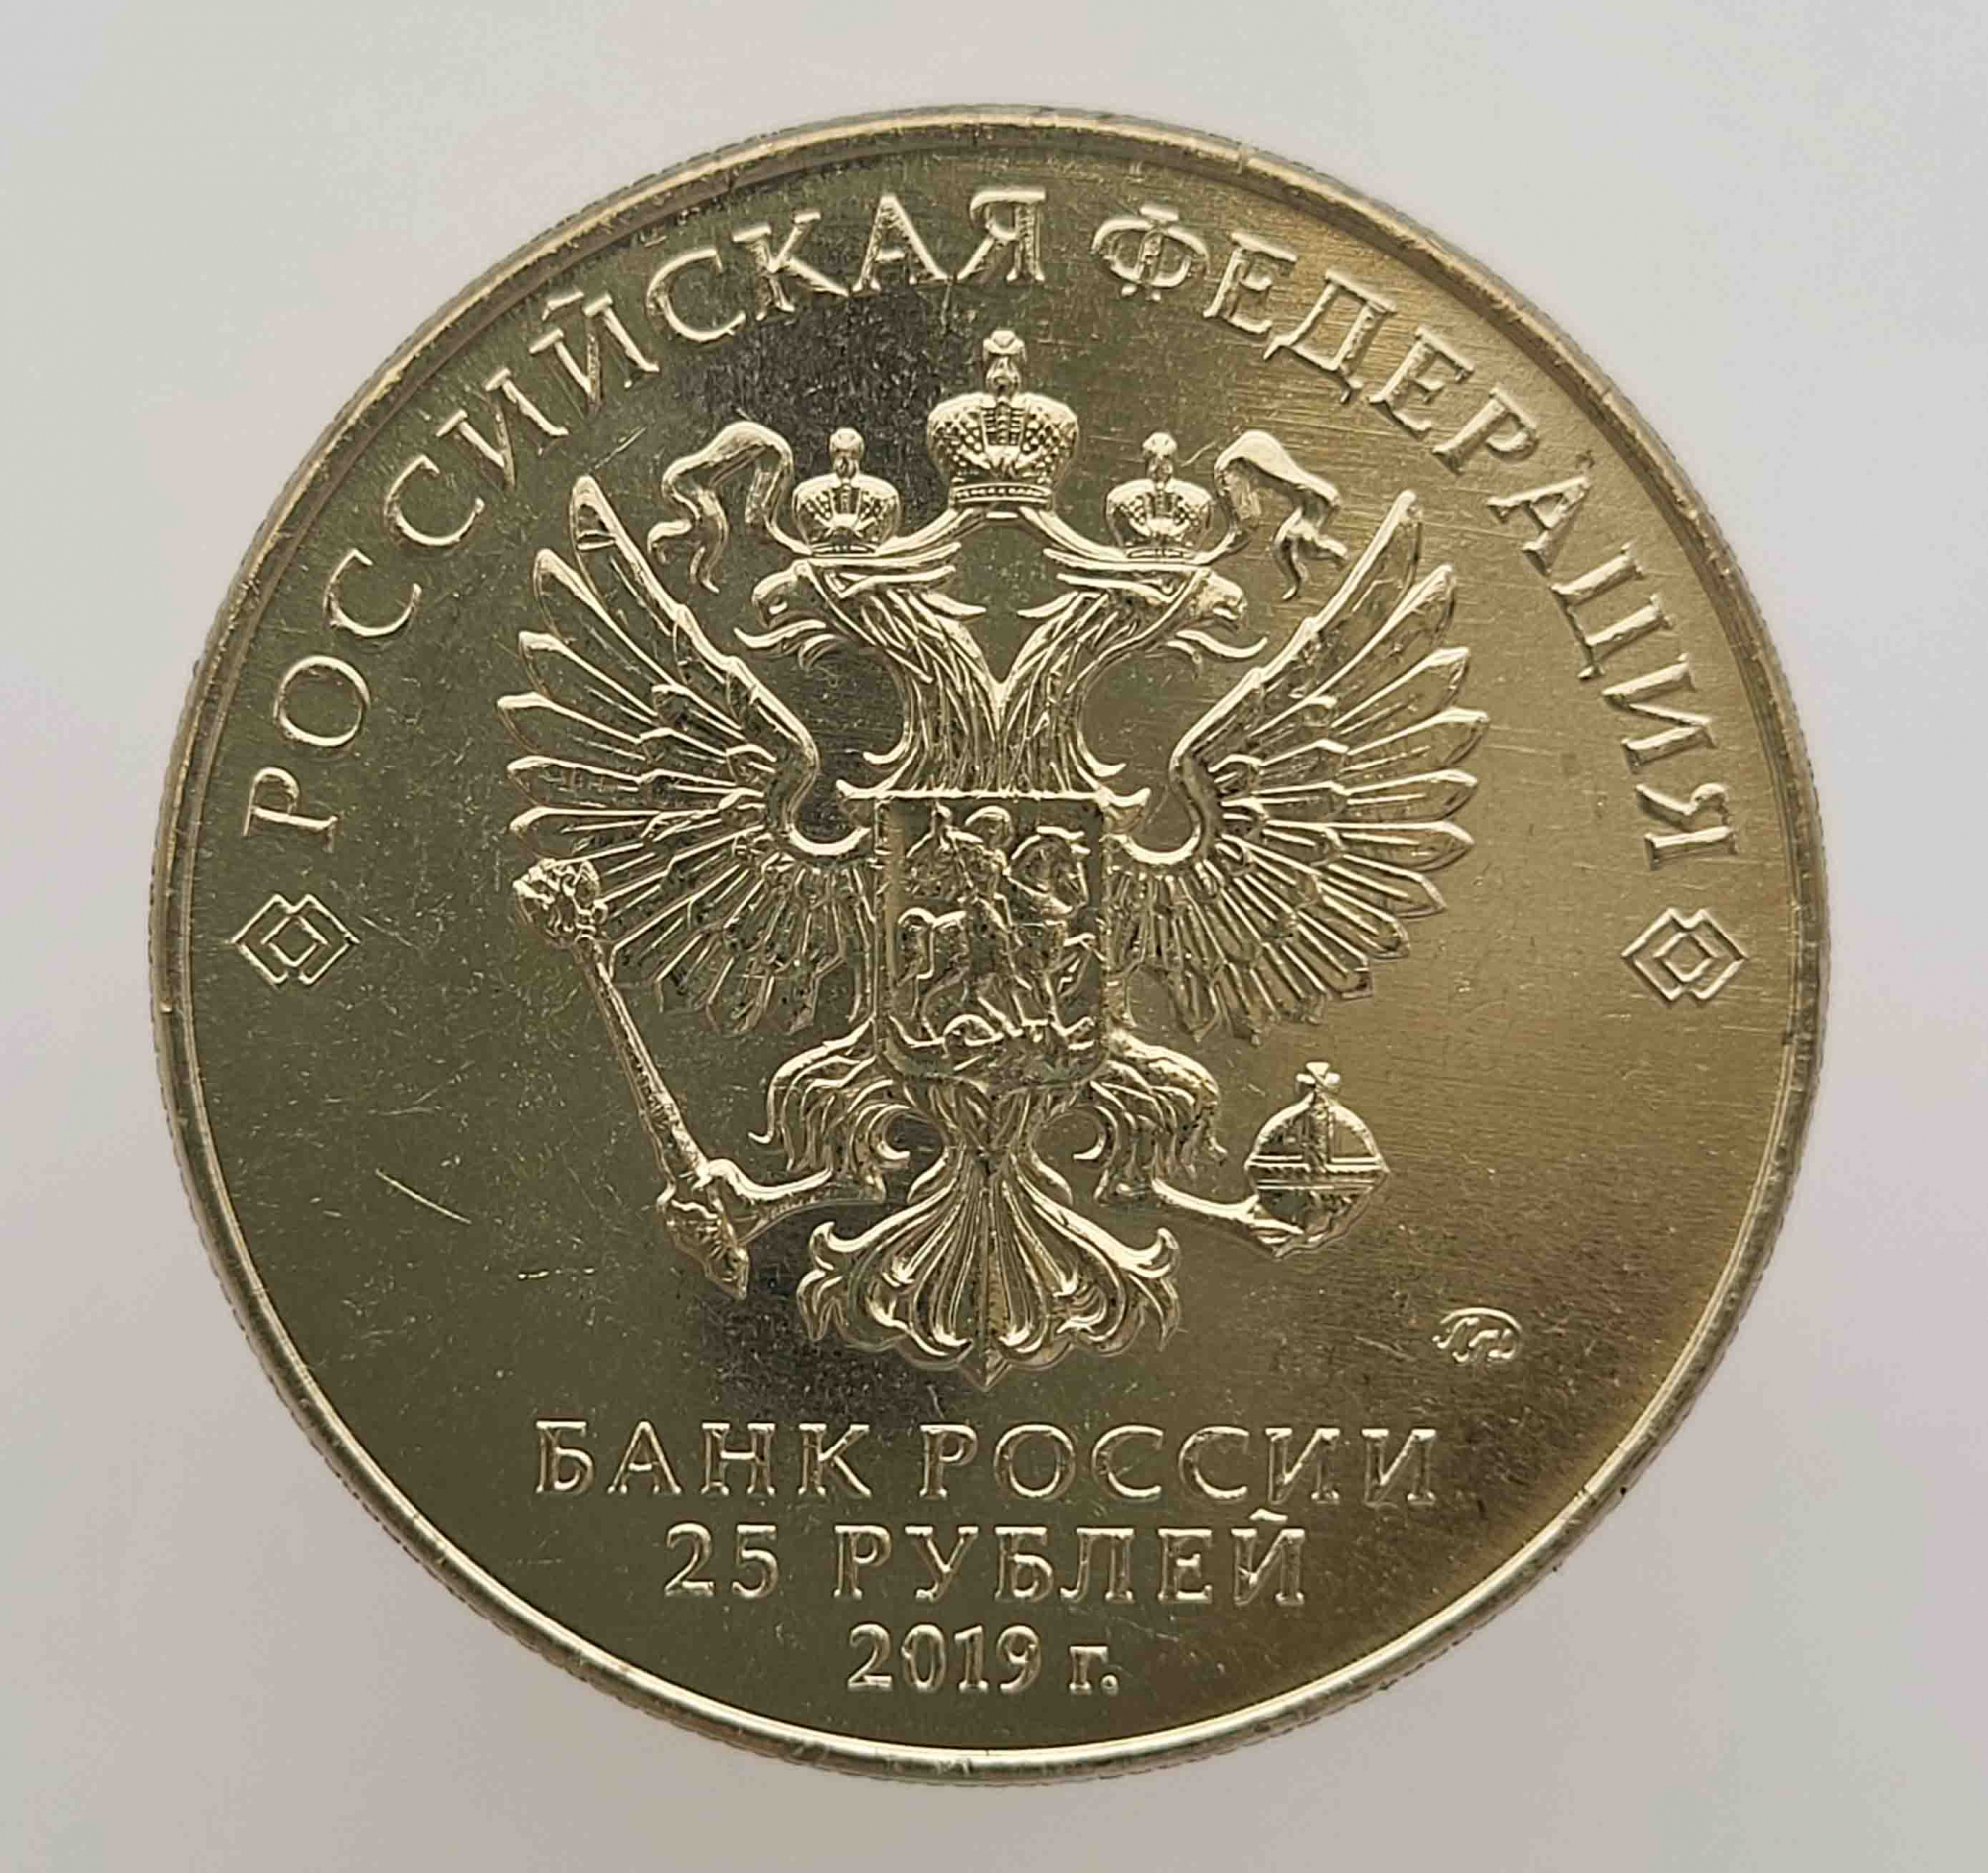 РОССИЙСКАЯ ФЕДЕРАЦИЯ
БАНК РОССИИ
25 РУБЛЕЙ
2019 г.